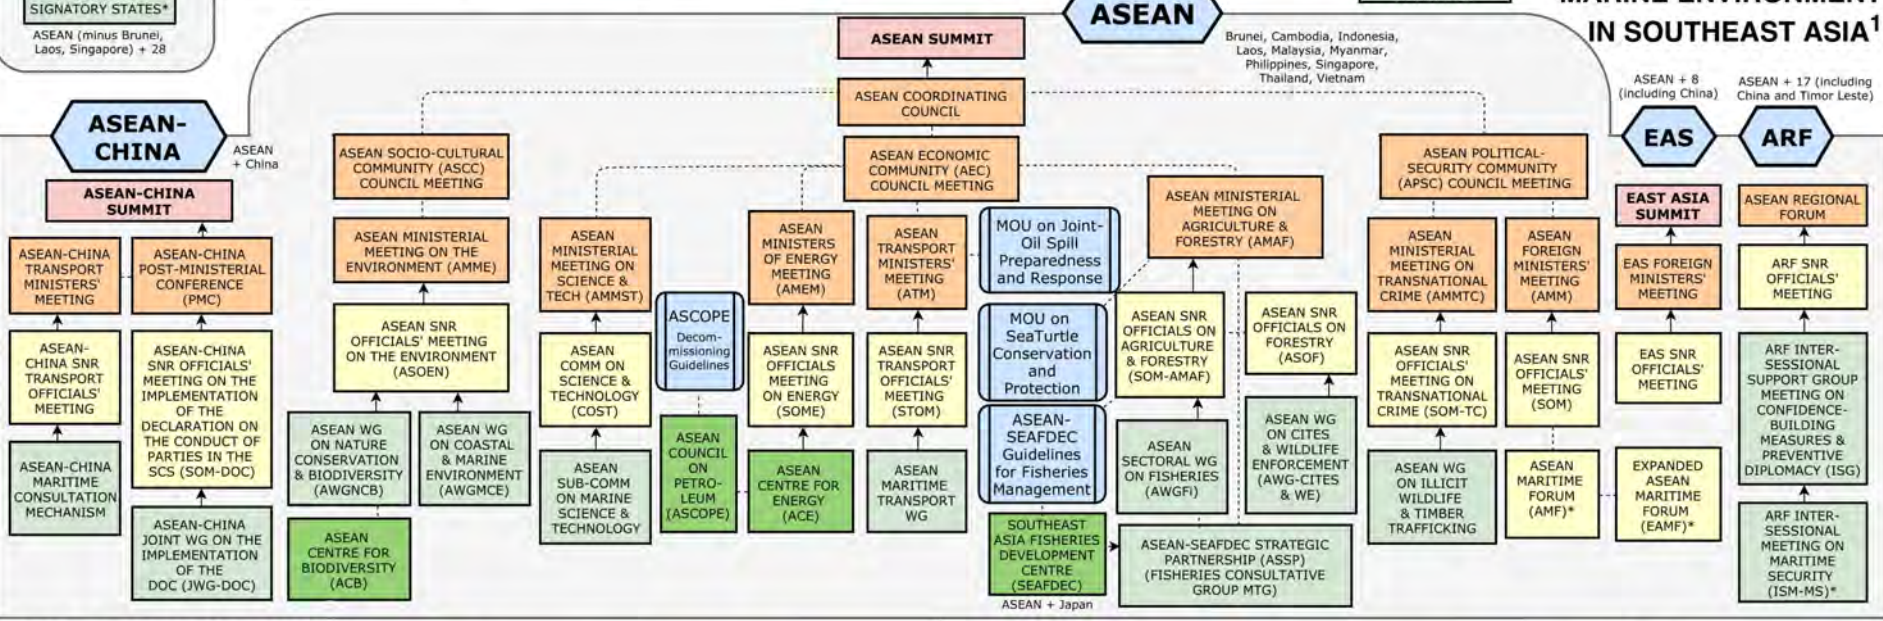 SIGNATORY STATES*
ASEAN (minus Brunei,
Laos, Singapore) + 28
ASEAN
Brunei, Cambodia, Indonesia,
Laos, Malaysia, Myanmar,
Philippines, Singapore,
Thailand, Vietnam
MARINE ENVIRONMENT
IN SOUTHEAST ASIA1
ASEAN-
CHINA
ASEAN
+ China
ASEAN-CHINA
SUMMIT
ASEAN-CHINA
TRANSPORT
MINISTERS'
MEETING
ASEAN-CHINA
POST-MINISTERIAL
CONFERENCE
(PMC)
ASEAN-
CHINA SNR
TRANSPORT
OFFICIALS'
MEETING
ASEAN-CHINA
SNR OFFICIALS'
MEETING ON THE
IMPLEMENTATION
OF THE
DECLARATION ON
THE CONDUCT OF
PARTIES IN THE
SCS (SOM-DOC)
ASEAN-CHINA
MARITIME
CONSULTATION
MECHANISM
ASEAN-CHINA
JOINT WG ON THE
IMPLEMENTATION
OF THE
DOC (JWG-DOC)
ASEAN SUMMIT
ASEAN COORDINATING
COUNCIL
ASEAN SOCIO-CULTURAL
COMMUNITY (ASCC)
COUNCIL MEETING
ASEAN MINISTERIAL
MEETING ON THE
ENVIRONMENT (AMME)
ASEAN SNR
OFFICIALS' MEETING
ON THE ENVIRONMENT
(ASOEN)
ASEAN WG
ON NATURE
CONSERVATION
& BIODIVERSITY
(AWGNCB)
ASEAN WG
ON COASTAL
& MARINE
ENVIRONMENT
(AWGMCE)
ASEAN
CENTRE FOR
BIODIVERSITY
(ACB)
ASEAN ECONOMIC
COMMUNITY (AEC)
COUNCIL MEETING
ASEAN
MINISTERIAL
MEETING ON
SCIENCE &
TECH (AMMST)
ASEAN
COMM ON
SCIENCE &
TECHNOLOGY
(COST)
ASEAN
SUB-COMM
ON MARINE
SCIENCE &
TECHNOLOGY
ASCOPE
Decom-
missioning
Guidelines
ASEAN
COUNCIL
ON
PETRO-
LEUM
(ASCOPE)
ASEAN
MINISTERS
OF ENERGY
MEETING
(AMEM)
ASEAN SNR
OFFICIALS
MEETING
ON ENERGY
(SOME)
ASEAN
CENTRE FOR
ENERGY
(ACE)
ASEAN
TRANSPORT
MINISTERS'
MEETING
(ATM)
ASEAN SNR
TRANSPORT
OFFICIALS'
MEETING
(STOM)
ASEAN
MARITIME
TRANSPORT
WG
MOU on Joint-
Oil Spill
Preparedness
and Response
MOU on
SeaTurtle
Conservation
and
Protection
ASEAN-
SEAFDEC
Guidelines
for Fisheries
Management
SOUTHEAST
ASIA FISHERIES
DEVELOPMENT
CENTRE
(SEAFDEC)
ASEAN + Japan
ASEAN MINISTERIAL
MEETING ON
AGRICULTURE &
FORESTRY (AMAF)
ASEAN SNR
OFFICIALS ON
AGRICULTURE
& FORESTRY
(SOM-AMAF)
ASEAN SNR
OFFICIALS ON
FORESTRY
(ASOF)
ASEAN
SECTORAL WG
ON FISHERIES
(AWGFi)
ASEAN WG
ON CITES
& WILDLIFE
ENFORCEMENT
(AWG-CITES
& WE)
ASEAN-SEAFDEC STRATEGIC
PARTNERSHIP (ASSP)
(FISHERIES CONSULTATIVE
GROUP MTG)
ASEAN POLITICAL-
SECURITY COMMUNITY
(APSC) COUNCIL MEETING
ASEAN
MINISTERIAL
MEETING ON
TRANSNATIONAL
CRIME (AMMTC)
ASEAN SNR
OFFICIALS'
MEETING ON
TRANSNATIONAL
CRIME (SOM-TC)
ASEAN WG
ON ILLICIT
WILDLIFE
& TIMBER
TRAFFICKING
ASEAN
FOREIGN
MINISTERS'
MEETING
(AMM)
ASEAN SNR
OFFICIALS'
MEETING
(SOM)
ASEAN
MARITIME
FORUM
(AMF)*
ASEAN + 8
(including China)
EAS
EAST ASIA
SUMMIT
EAS FOREIGN
MINISTERS'
MEETING
EAS SNR
OFFICIALS'
MEETING
EXPANDED
ASEAN
MARITIME
FORUM
(EAMF)*
ASEAN + 17 (including
China and Timor Leste)
ARF
ASEAN REGIONAL
FORUM
ARF SNR
OFFICIALS'
MEETING
ARF INTER-
SESSIONAL
SUPPORT GROUP
MEETING ON
CONFIDENCE-
BUILDING
MEASURES &
PREVENTIVE
DIPLOMACY (ISG)
ARF INTER-
SESSIONAL
MEETING ON
MARITIME
SECURITY
(ISM-MS)*